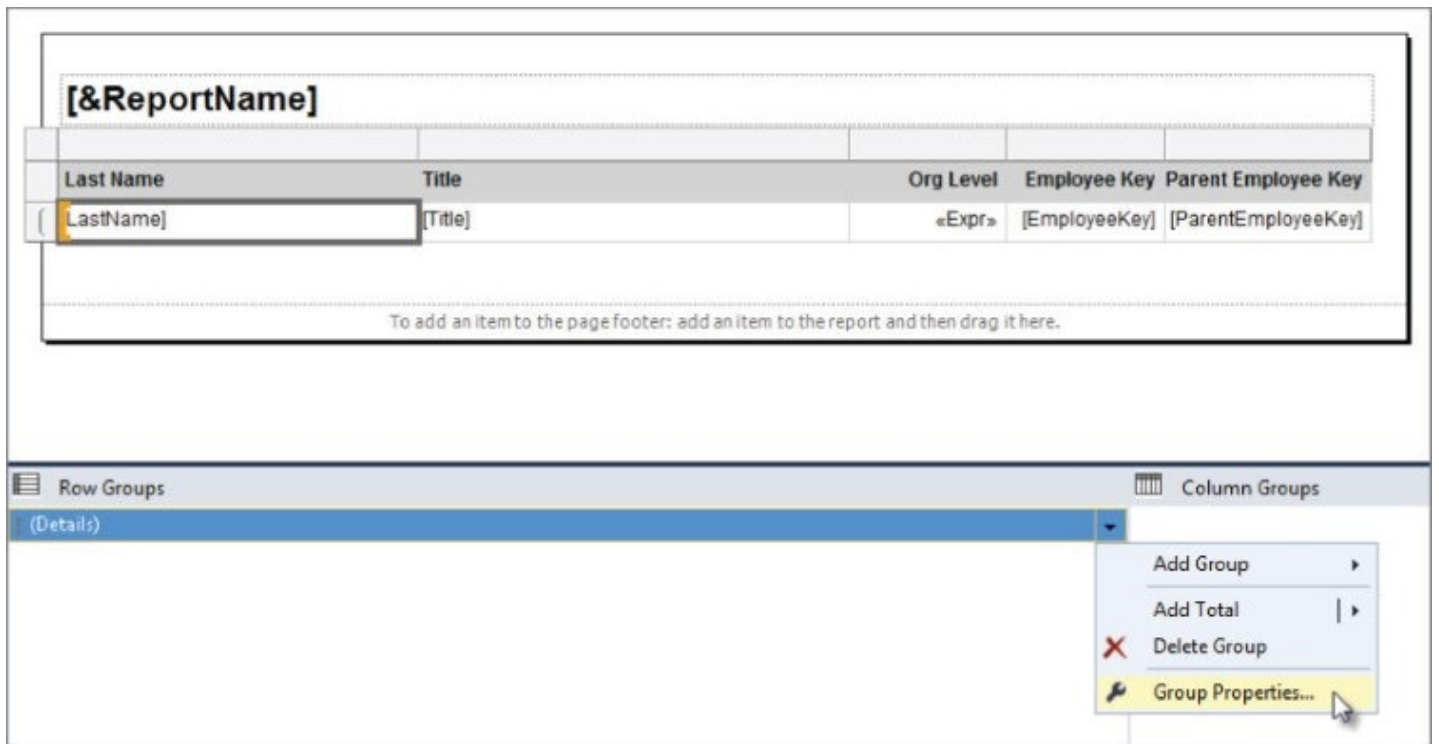 [&ReportName]
Last Name Title Org Level Employee Key Parent Employee Key
LastName] [Title] «Expr» [EmployeeKey] [ParentEmployeeKey]
To add an item to the page footer: add an item to the report and then drag it here.
Row Groups Column Groups
(Details)
Add Group
Add Total
Delete Group
Group Properties...